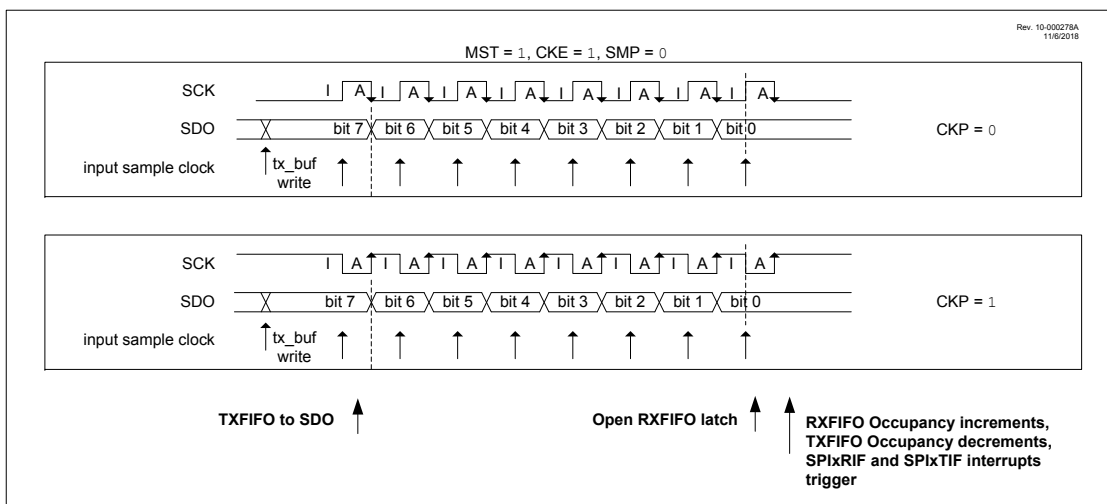 Rev. 10-000278A
11/6/2018
MST = 1, CKE = 1, SMP = 0
SCK I A I A I A I A I A I A I A I A
SDO bit 7 bit 6 bit 5 bit 4 bit 3 bit 2 bit 1 bit 0 CKP = 0
input sample clock tx_buf
write
SCK I A I A I A I A I A I A I A I A
SDO bit 7 bit 6 bit 5 bit 4 bit 3 bit 2 bit 1 bit 0 CKP = 1
input sample clock tx_buf
write
TXFIFO to SDO
Open RXFIFO latch
RXFIFO Occupancy increments,
TXFIFO Occupancy decrements,
SPIxRIF and SPIxTIF interrupts
trigger